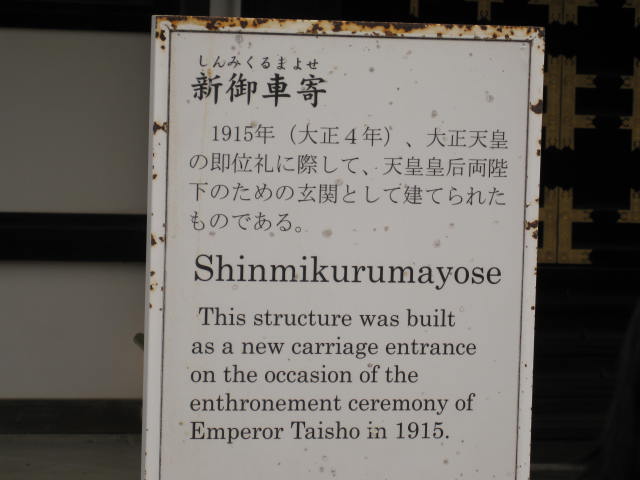 しんみくるまよせ
新御車寄
1915年（大正４年）、大正天皇
の即位礼に際して、天皇皇后両陛
下のための玄関として建てられた
ものである。
Shinmikurumayose
This structure was built
as a new carriage entrance
on the occasion of the
enthronement ceremony of
Emperor Taisho in 1915.